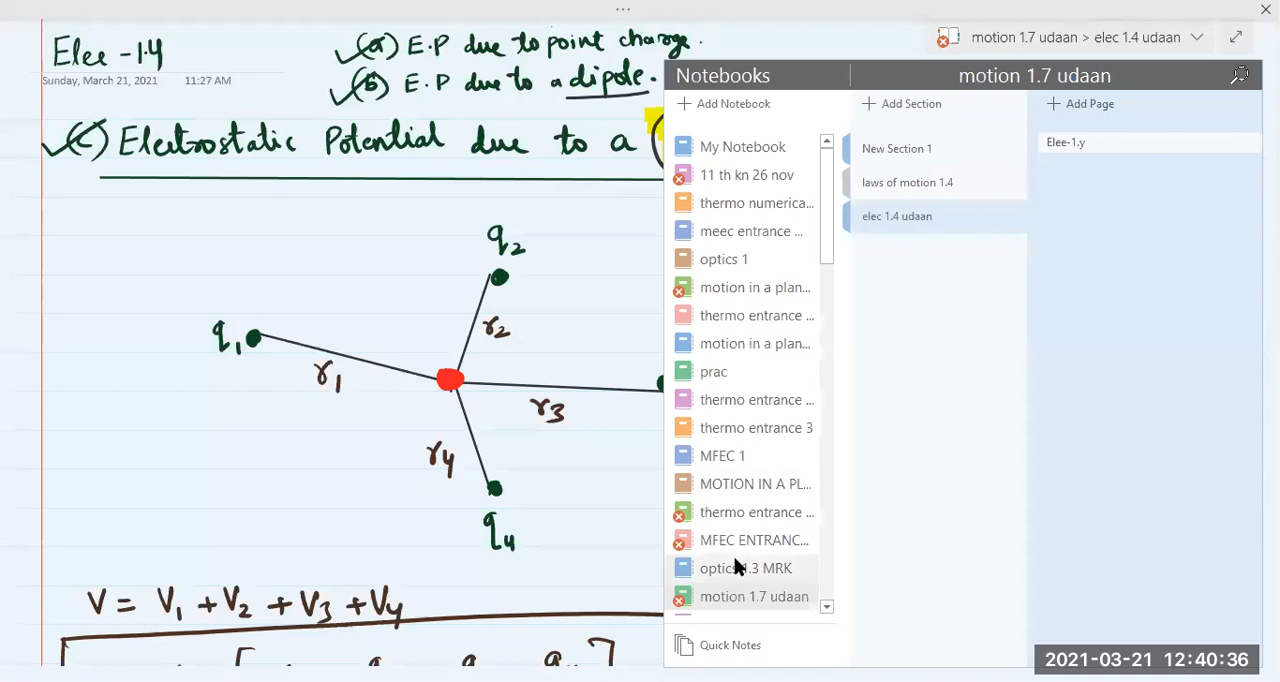 Elec -1.4
Sunday, March 21, 2021 11:27 AM
(a) E.P due to point charge.
(b) E.P due to a dipole.
(c) Electrostatic Potential due to a
q2
q1
r2
r1
r3
r4
q4
V = V1 + V2 + V3 + V4
motion 1.7 udaan > elec 1.4 udaan
Notebooks
motion 1.7 udaan
Add Notebook
Add Section
Add Page
My Notebook
11 th kn 26 nov
thermo numerica...
meec entrance ...
optics 1
motion in a plan...
thermo entrance ...
motion in a plan...
prac
thermo entrance ...
thermo entrance 3
MFEC 1
MOTION IN A PL...
thermo entrance ...
MFEC ENTRANC...
optics 1.3 MRK
motion 1.7 udaan
Quick Notes
New Section 1
laws of motion 1.4
elec 1.4 udaan
Elee-1.y
2021-03-21 12:40:36